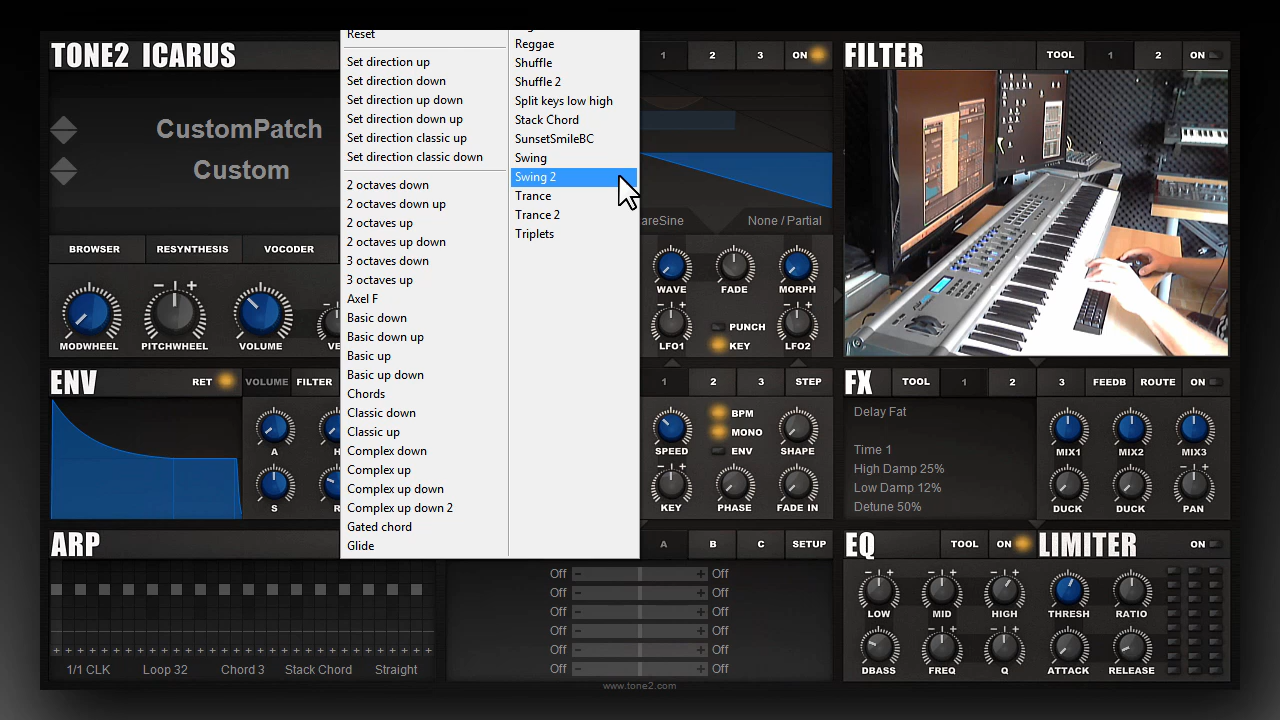 TONE2 ICARUS
CustomPatch
Custom
BROWSER
RESYNTHESIS
VOCODER
MODWHEEL
PITCHWHEEL
VOLUME
Reset
Set direction up
Set direction down
Set direction up down
Set direction down up
Set direction classic up
Set direction classic down
2 octaves down
2 octaves down up
2 octaves up
2 octaves up down
3 octaves down
3 octaves up
Axel F
Basic down
Basic down up
Basic up
Basic up down
Chords
Classic down
Classic up
Complex down
Complex up
Complex up down
Complex up down 2
Gated chord
Glide
Reggae
Shuffle
Shuffle 2
Split keys low high
Stack Chord
SunsetSmileBC
Swing
Swing 2
Trance
Trance 2
Triplets
1
2
3
ON
None / Partial
WAVE
FADE
MORPH
LFO1
PUNCH
KEY
LFO2
FILTER
TOOL
1
2
ON
ENV
RET
VOLUME
FILTER
A
S
1
2
3
STEP
BPM
MONO
ENV
SPEED
SHAPE
KEY
PHASE
FADE IN
FX
TOOL
1
2
3
FEEDB
ROUTE
ON
Delay Fat
Time 1
High Damp 25%
Low Damp 12%
Detune 50%
MIX1
MIX2
MIX3
DUCK
DUCK
PAN
ARP
1/1 CLK
Loop 32
Chord 3
Stack Chord
Straight
A
B
C
SETUP
Off - + Off
Off - + Off
Off - + Off
Off - + Off
Off - + Off
Off - + Off
EQ
TOOL
ON
LIMITER
ON
LOW
MID
HIGH
THRESH
RATIO
DBASS
FREQ
Q
ATTACK
RELEASE
www.tone2.com